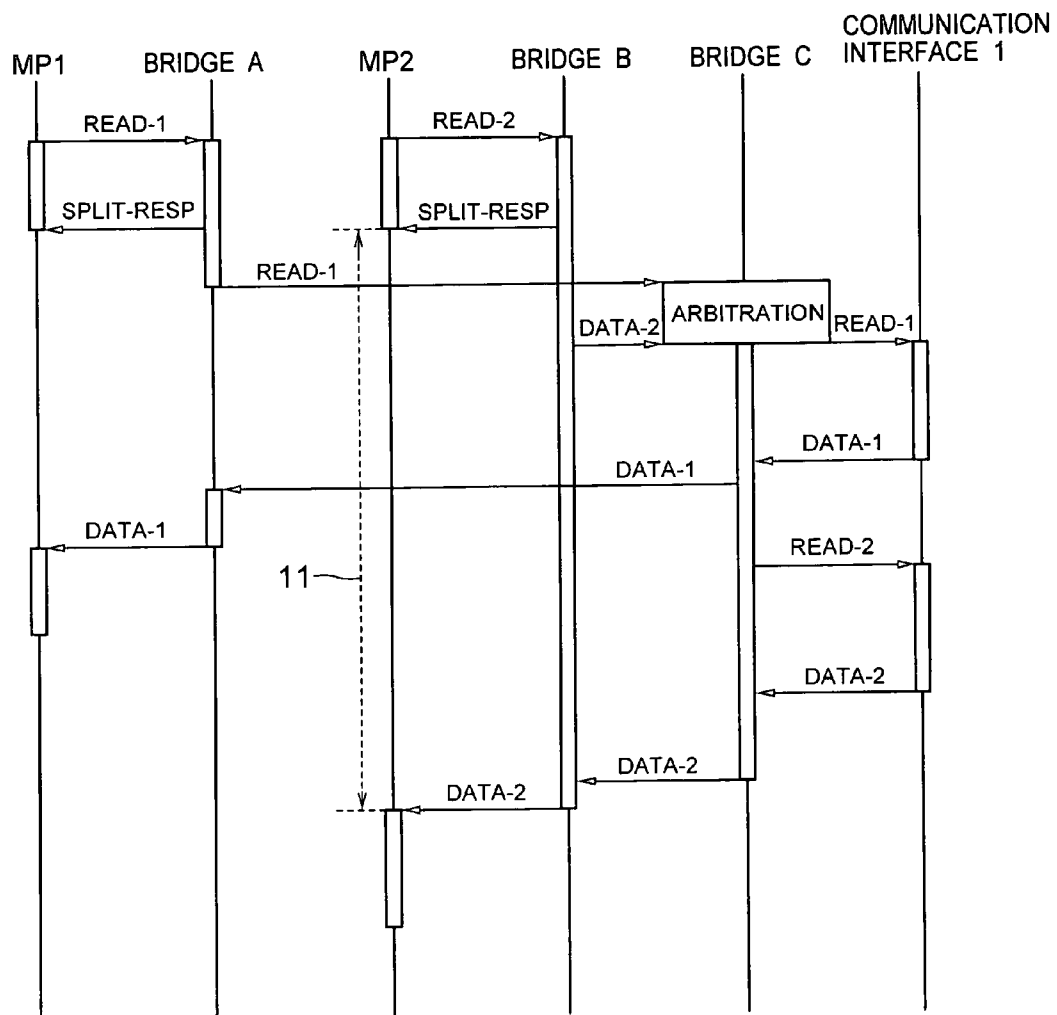 COMMUNICATION
INTERFACE 1
MP1
BRIDGE A
MP2
BRIDGE B
BRIDGE C
READ-1
READ-2
SPLIT-RESP
SPLIT-RESP
READ-1
ARBITRATION
DATA-2
READ-1
DATA-1
DATA-1
DATA-1
READ-2
11
DATA-2
DATA-2
DATA-2